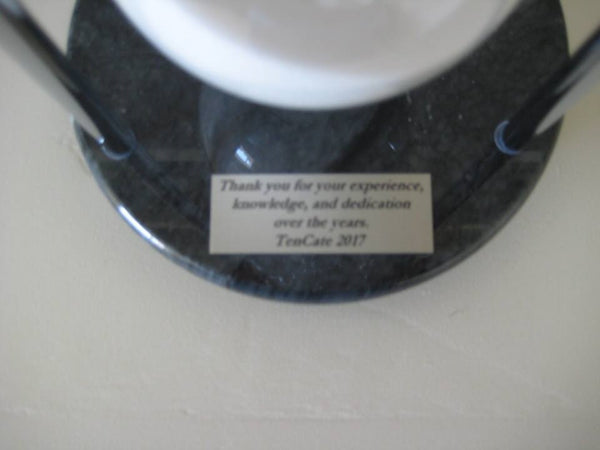 Thank you for your experience,
knowledge, and dedication
over the years.
TenCate 2017